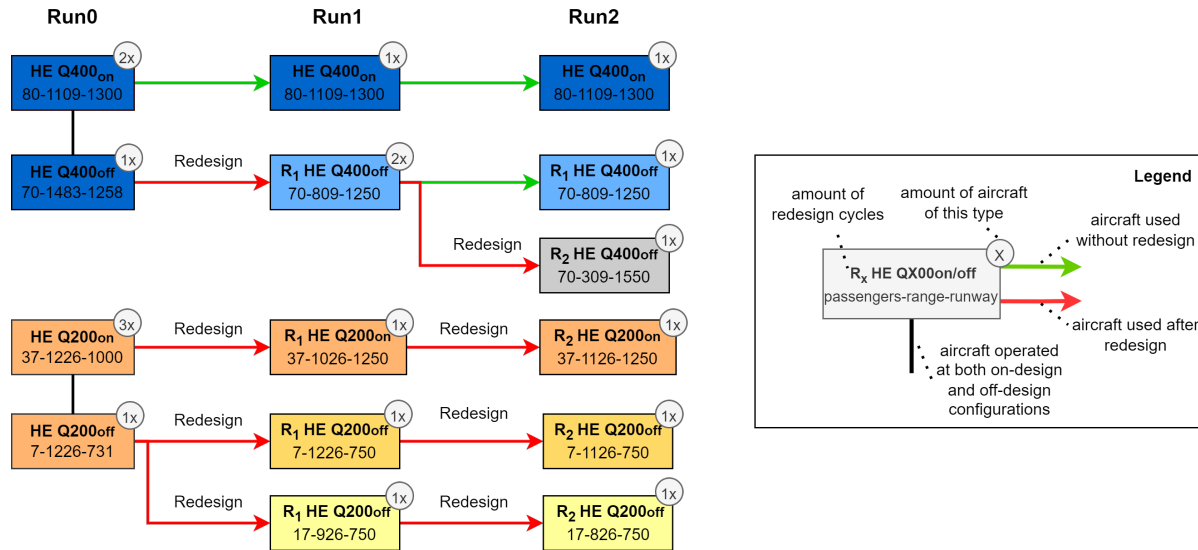 Run0
Run1
Run2
2x
HE Q400on
80-1109-1300
1x
HE Q400on
80-1109-1300
1x
HE Q400on
80-1109-1300
1x
HE Q400off
70-1483-1258
Redesign
2x
R1 HE Q400off
70-809-1250
1x
R1 HE Q400off
70-809-1250
Redesign
1x
R2 HE Q400off
70-309-1550
3x
HE Q200on
37-1226-1000
Redesign
1x
R1 HE Q200on
37-1026-1250
Redesign
1x
R2 HE Q200on
37-1126-1250
1x
HE Q200off
7-1226-731
Redesign
1x
R1 HE Q200off
7-1226-750
Redesign
1x
R2 HE Q200off
7-1126-750
Redesign
1x
R1 HE Q200off
17-926-750
Redesign
1x
R2 HE Q200off
17-826-750
Legend
amount of
redesign cycles
amount of aircraft
of this type
aircraft used
without redesign
X
Rx HE QX00on/off
passengers-range-runway
aircraft used after
redesign
aircraft operated
at both on-design
and off-design
configurations